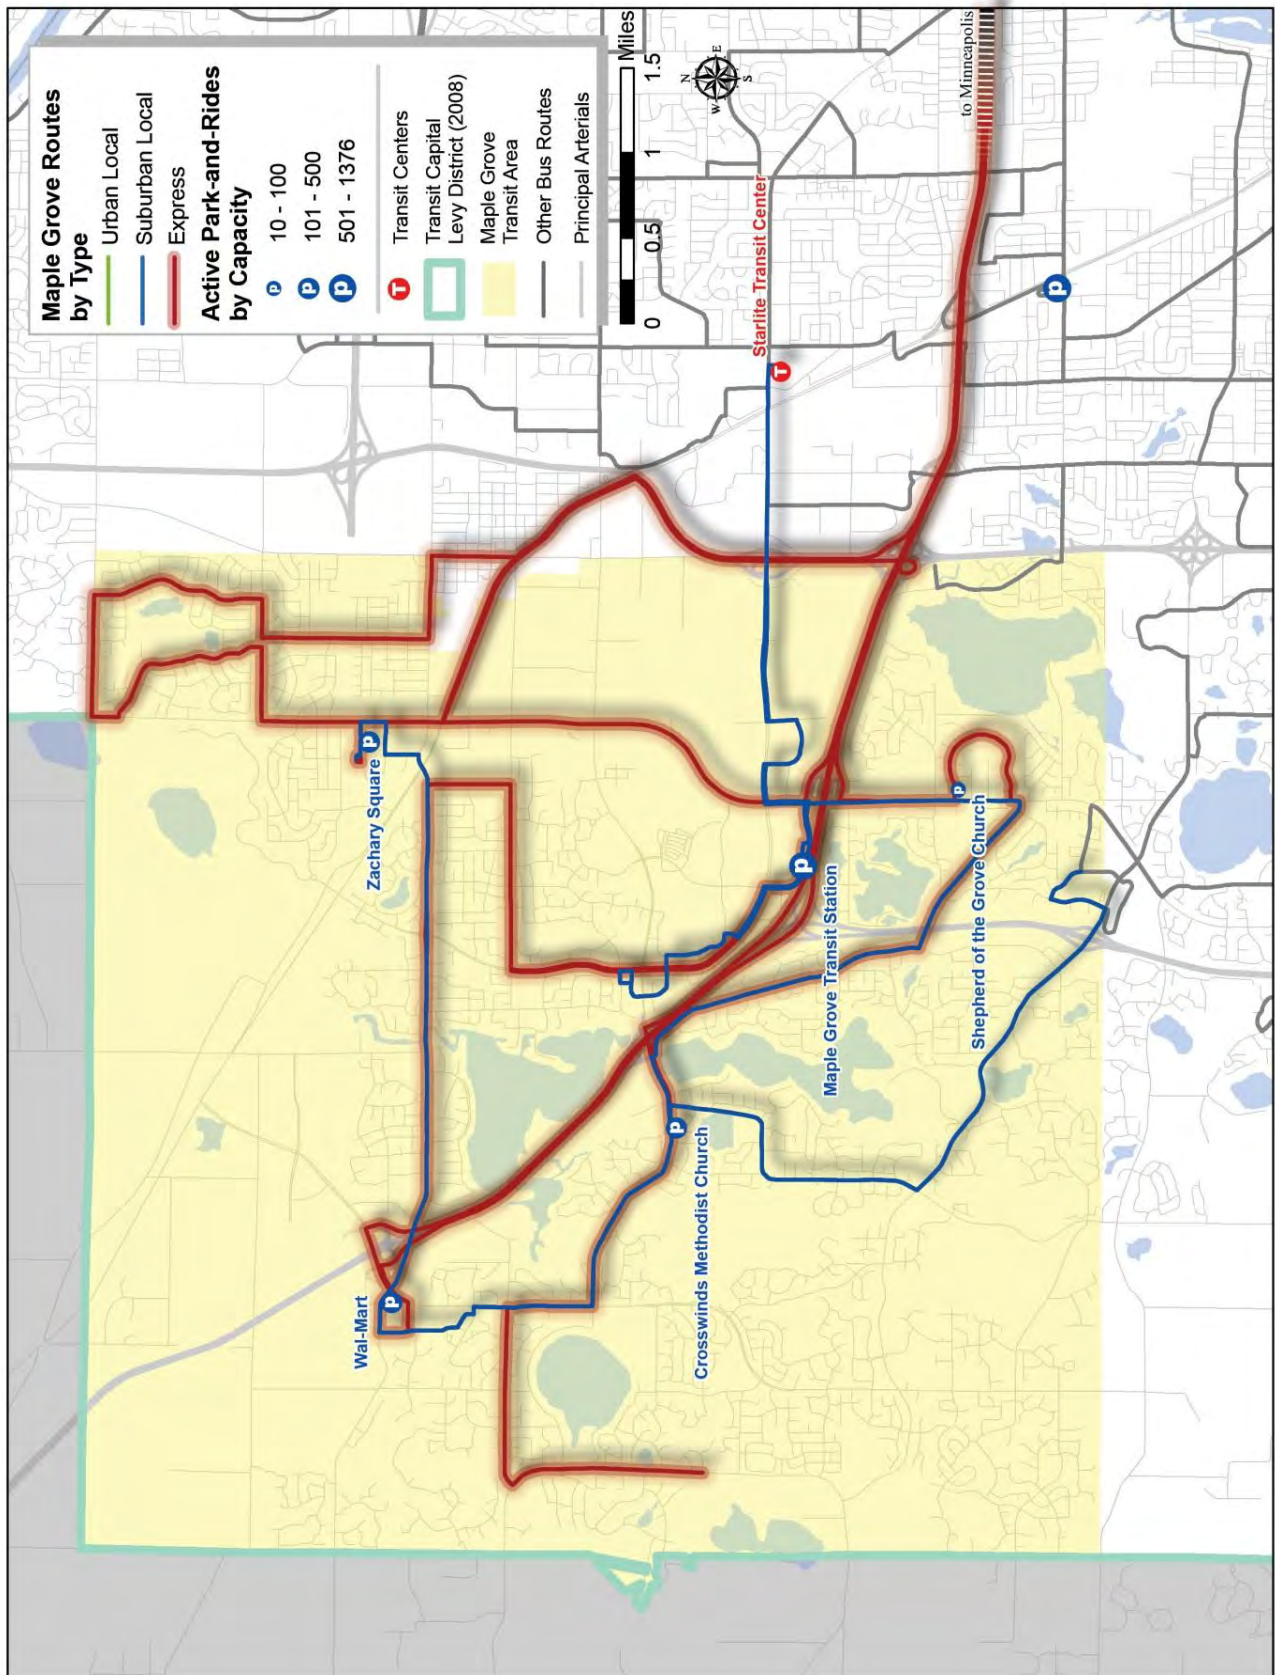 Maple Grove Routes
by Type
Urban Local
Suburban Local
Express
Active Park-and-Rides
by Capacity
P
10 - 100
P
101 - 500
P
501 - 1376
T
Transit Centers
Transit Capital
Levy District (2008)
Maple Grove
Transit Area
Other Bus Routes
Principal Arterials
0
0.5
1
1.5
Miles
N
E
S
W
to Minneapolis
Starlite Transit Center
T
P
Zachary Square
P
P
Shepherd of the Grove Church
P
Maple Grove Transit Station
P
Crosswinds Methodist Church
P
Wal-Mart